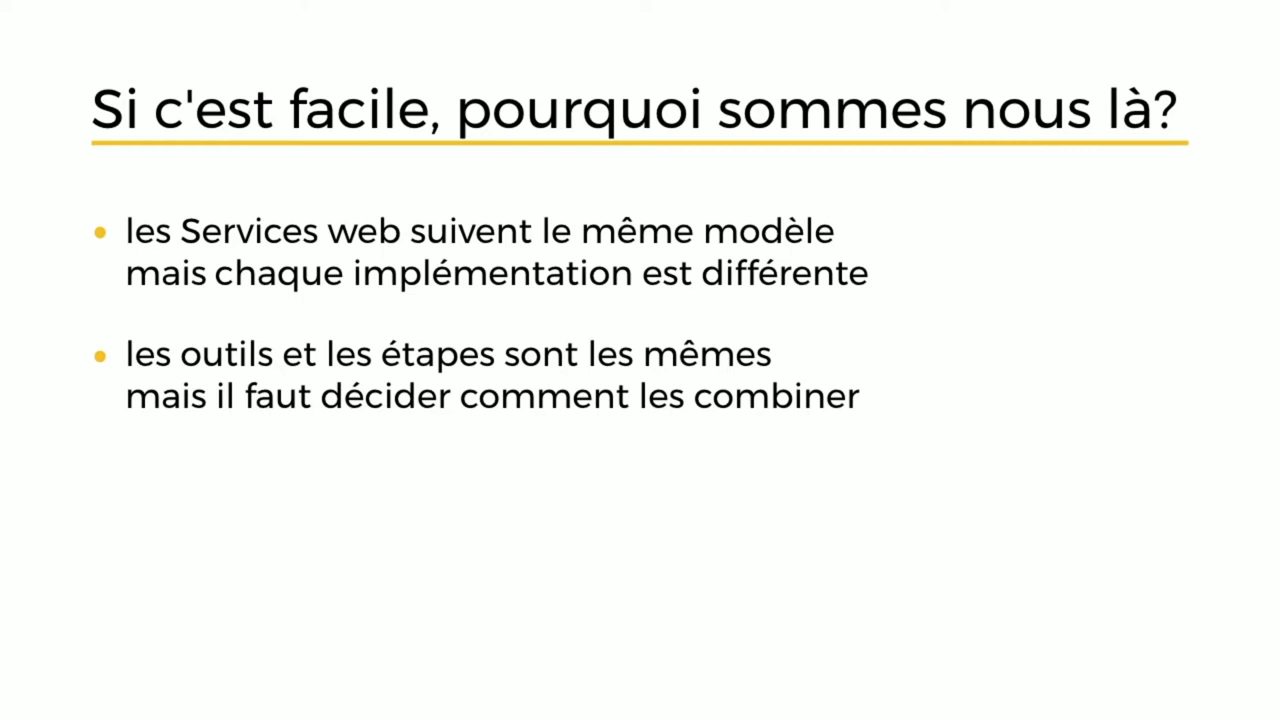 Si c'est facile, pourquoi sommes nous là?
• les Services web suivent le même modèle
mais chaque implémentation est différente
• les outils et les étapes sont les mêmes
mais il faut décider comment les combiner